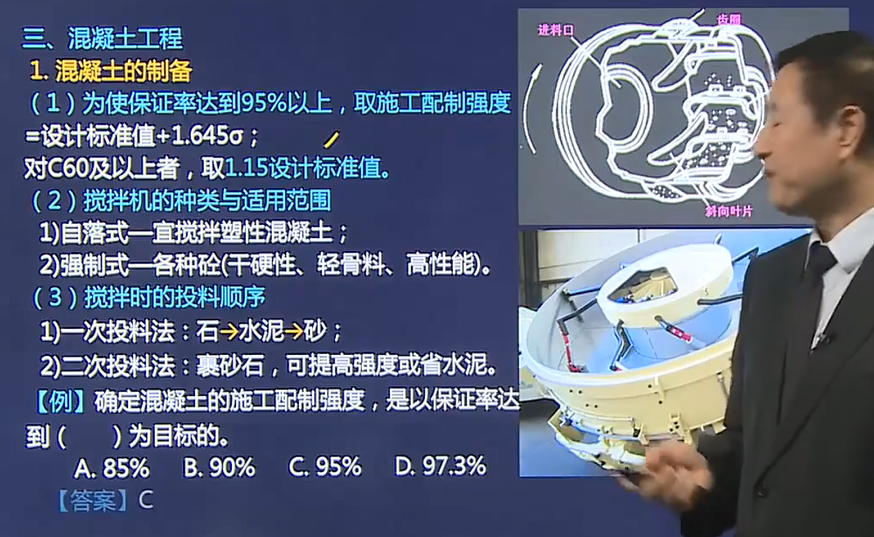 三、混凝土工程
1. 混凝土的制备
（1）为使保证率达到95%以上，取施工配制强度
=设计标准值+1.645σ；
对C60及以上者，取1.15设计标准值。
（2）搅拌机的种类与适用范围
1)自落式—宜搅拌塑性混凝土；
2)强制式—各种砼(干硬性、轻骨料、高性能)。
（3）搅拌时的投料顺序
1)一次投料法：石→水泥→砂；
2)二次投料法：裹砂石，可提高强度或省水泥。
【例】确定混凝土的施工配制强度，是以保证率达
到（ ）为目标的。
A. 85% B. 90% C. 95% D. 97.3%
【答案】C
进料口
齿圈
斜向叶片